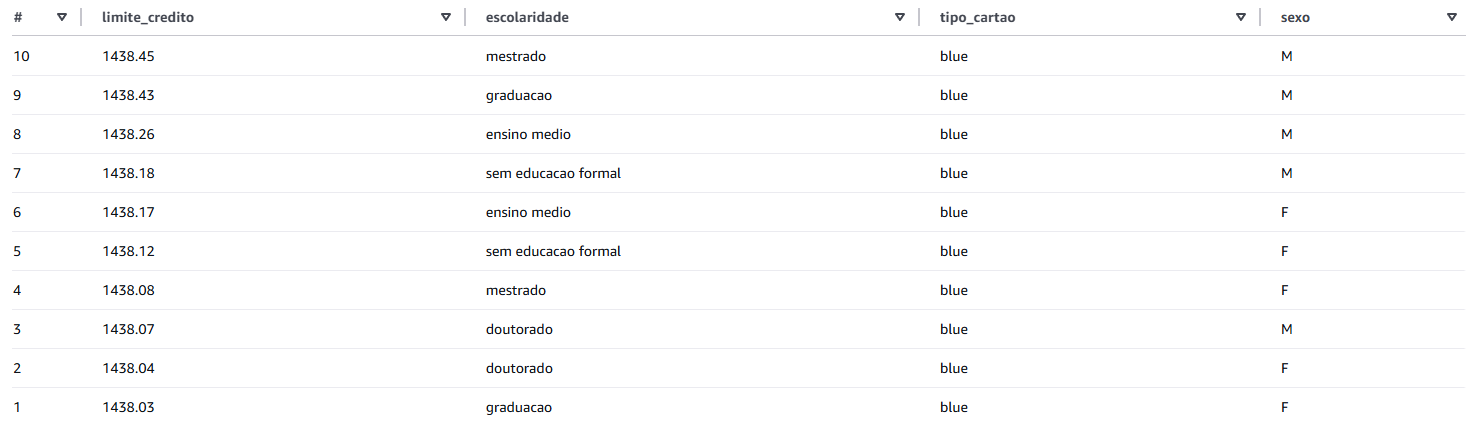 # limite_credito escolaridade tipo_cartao sexo
10 1438.45 mestrado blue M
9 1438.43 graduacao blue M
8 1438.26 ensino medio blue M
7 1438.18 sem educacao formal blue M
6 1438.17 ensino medio blue F
5 1438.12 sem educacao formal blue F
4 1438.08 mestrado blue F
3 1438.07 doutorado blue M
2 1438.04 doutorado blue F
1 1438.03 graduacao blue F